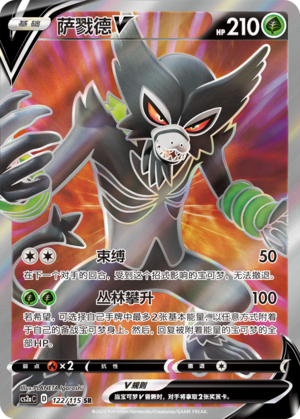 基础 萨戮德V HP210
束缚 50
在下一个对手的回合,受到这个招式影响的宝可梦,无法撤退。
丛林攀升
若希望,可选择自己牌库中最多2张基本能量,以任意方式附着
于自己的备战宝可梦身上。然后,回复被附着能量的宝可梦的
全部HP。
弱点 ×2 抗性 撤退
V规则
当宝可梦V昏厥时,对手将拿取2张奖赏卡。
cs2aC D 122/115 SR